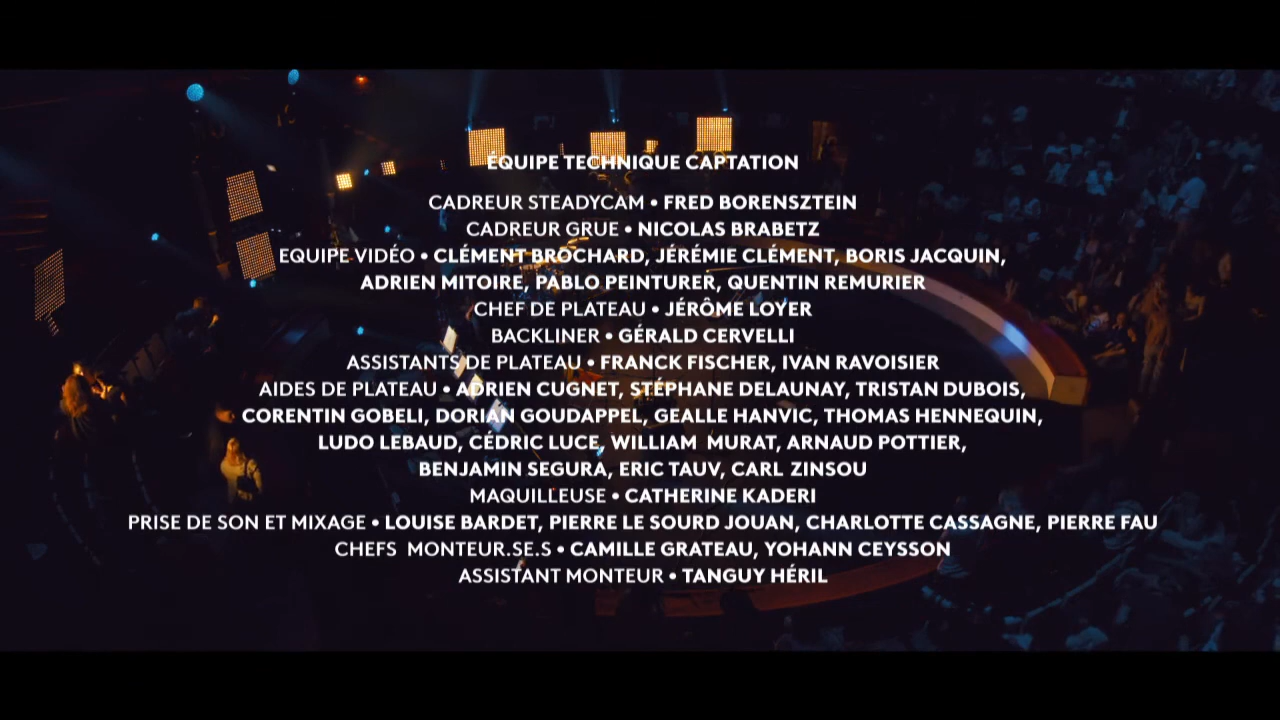 ÉQUIPE TECHNIQUE CAPTATION
CADREUR STEADYCAM • FRED BORENSZTEIN
CADREUR GRUE • NICOLAS BRABETZ
EQUIPE VIDÉO • CLÉMENT BROCHARD, JÉRÉMIE CLÉMENT, BORIS JACQUIN,
ADRIEN MITOIRE, PABLO PEINTURER, QUENTIN REMURIER
CHEF DE PLATEAU • JÉRÔME LOYER
BACKLINER • GÉRALD CERVELLI
ASSISTANTS DE PLATEAU • FRANCK FISCHER, IVAN RAVOISIER
AIDES DE PLATEAU • ADRIEN CUGNET, STÉPHANE DELAUNAY, TRISTAN DUBOIS,
CORENTIN GOBELI, DORIAN GOUDAPPEL, GEALLE HANVIC, THOMAS HENNEQUIN,
LUDO LEBAUD, CÉDRIC LUCE, WILLIAM MURAT, ARNAUD POTTIER,
BENJAMIN SEGURA, ERIC TAUV, CARL ZINSOU
MAQUILLEUSE • CATHERINE KADERI
PRISE DE SON ET MIXAGE • LOUISE BARDET, PIERRE LE SOURD JOUAN, CHARLOTTE CASSAGNE, PIERRE FAU
CHEFS MONTEUR.SE.S • CAMILLE GRATEAU, YOHANN CEYSSON
ASSISTANT MONTEUR • TANGUY HÉRIL